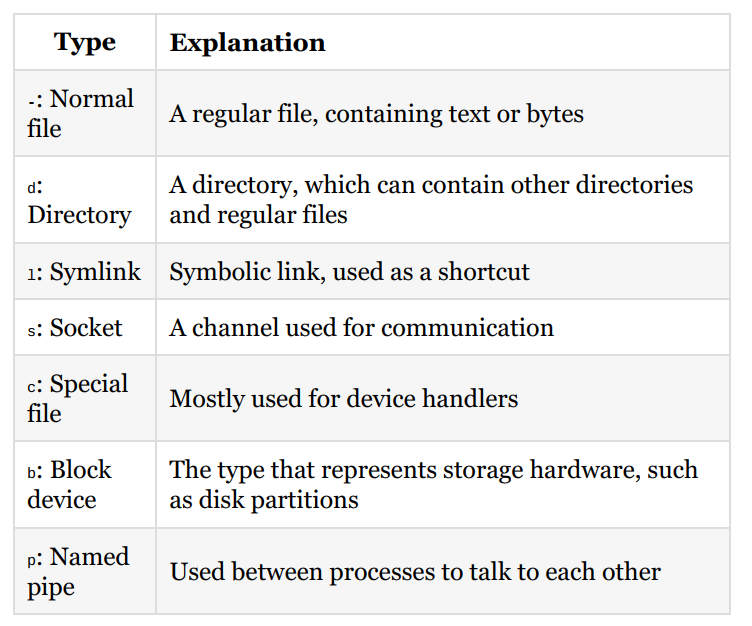 Type Explanation
-: Normal
file
A regular file, containing text or bytes
d:
Directory
A directory, which can contain other directories
and regular files
l: Symlink
Symbolic link, used as a shortcut
s: Socket
A channel used for communication
c: Special
file
Mostly used for device handlers
b: Block
device
The type that represents storage hardware, such
as disk partitions
p: Named
pipe
Used between processes to talk to each other